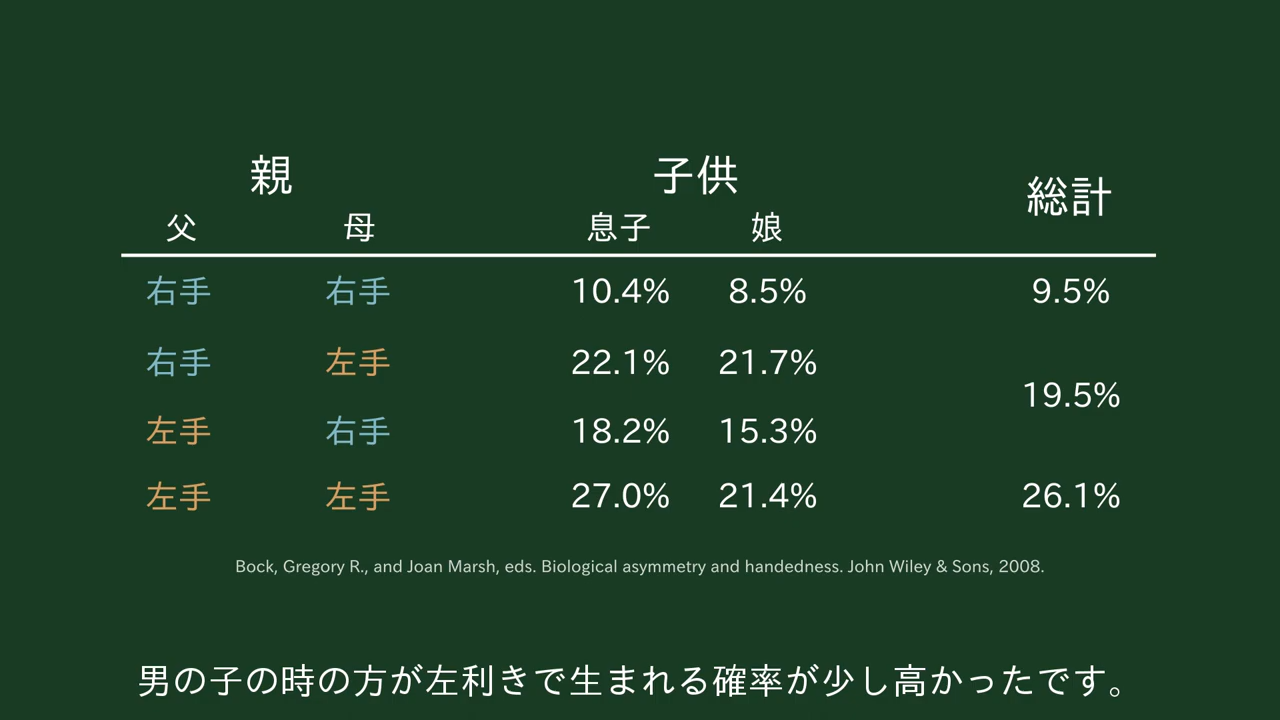 親 子供 総計
父 母 息子 娘
右手 右手 10.4% 8.5% 9.5%
右手 左手 22.1% 21.7%
19.5%
左手 右手 18.2% 15.3%
左手 左手 27.0% 21.4% 26.1%
Bock, Gregory R., and Joan Marsh, eds. Biological asymmetry and handedness. John Wiley & Sons, 2008.
男の子の時の方が左利きで生まれる確率が少し高かったです。